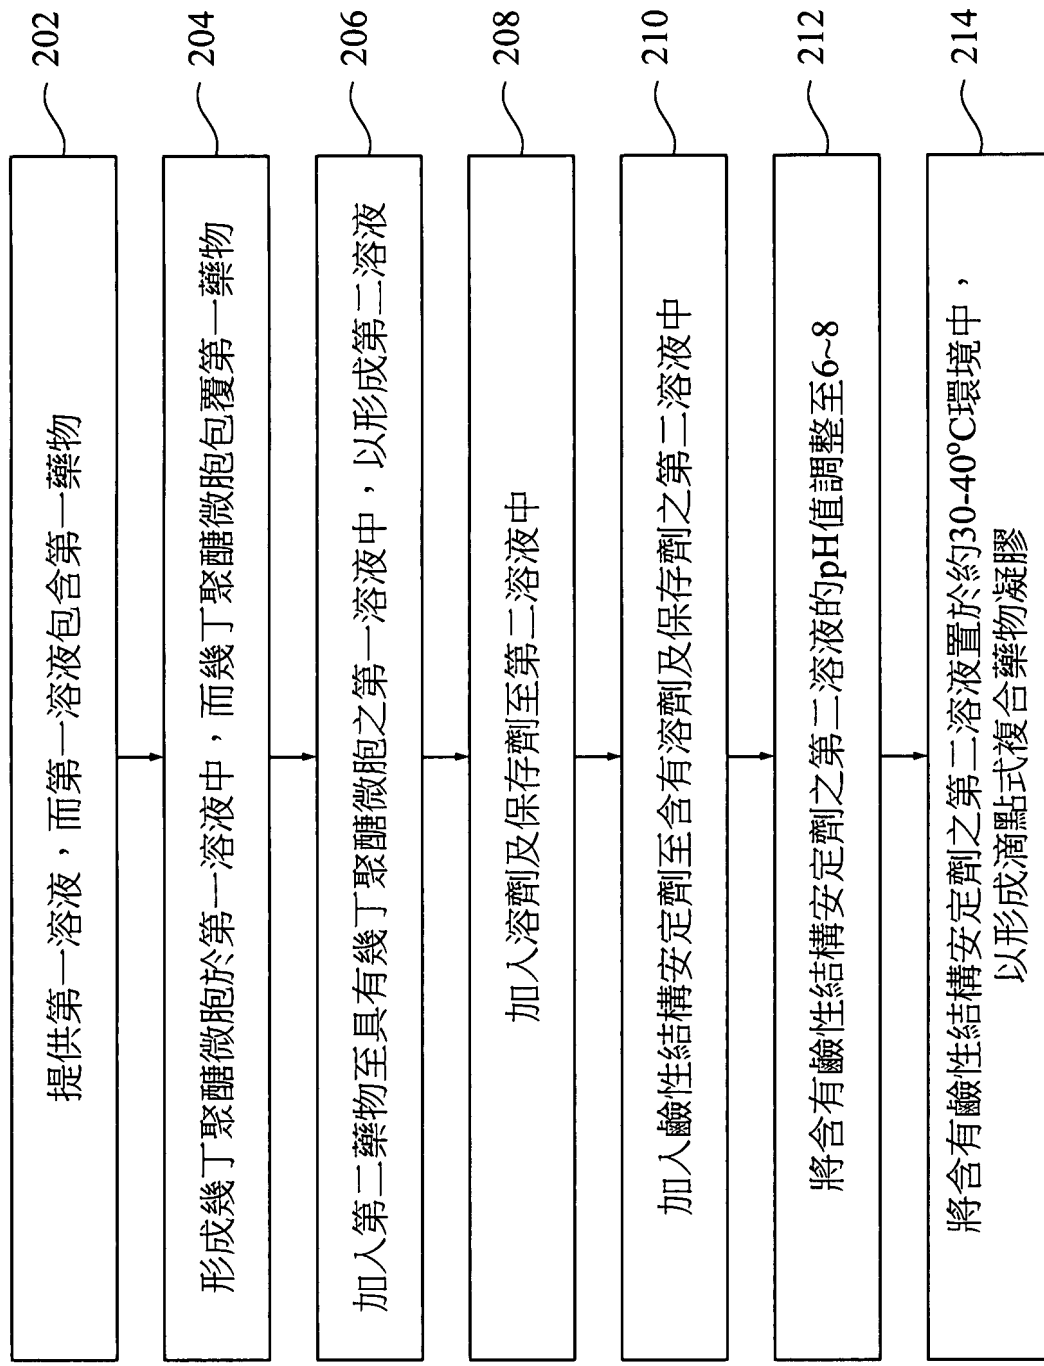 提供第一溶液，而第一溶液包含第一藥物
202
形成幾丁聚醣微胞於第一溶液中，而幾丁聚醣微胞包覆第一藥物
204
加入第二藥物至具有幾丁聚醣微胞之第一溶液中，以形成第二溶液
206
加入溶劑及保存劑至第二溶液中
208
加入鹼性結構安定劑至含有溶劑及保存劑之第二溶液中
210
將含有鹼性結構安定劑之第二溶液的pH值調整至6~8
212
將含有鹼性結構安定劑之第二溶液置於約30-40°C環境中，
以形成滴點式複合藥物凝膠
214